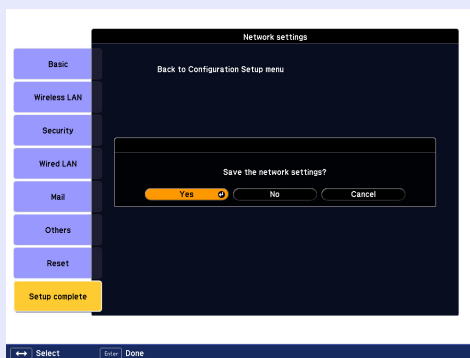 Network settings
Basic
Back to Configuration Setup menu
Wireless LAN
Security
Wired LAN
Save the network settings?
Yes No Cancel
Mail
Others
Reset
Setup complete
Select Enter Done